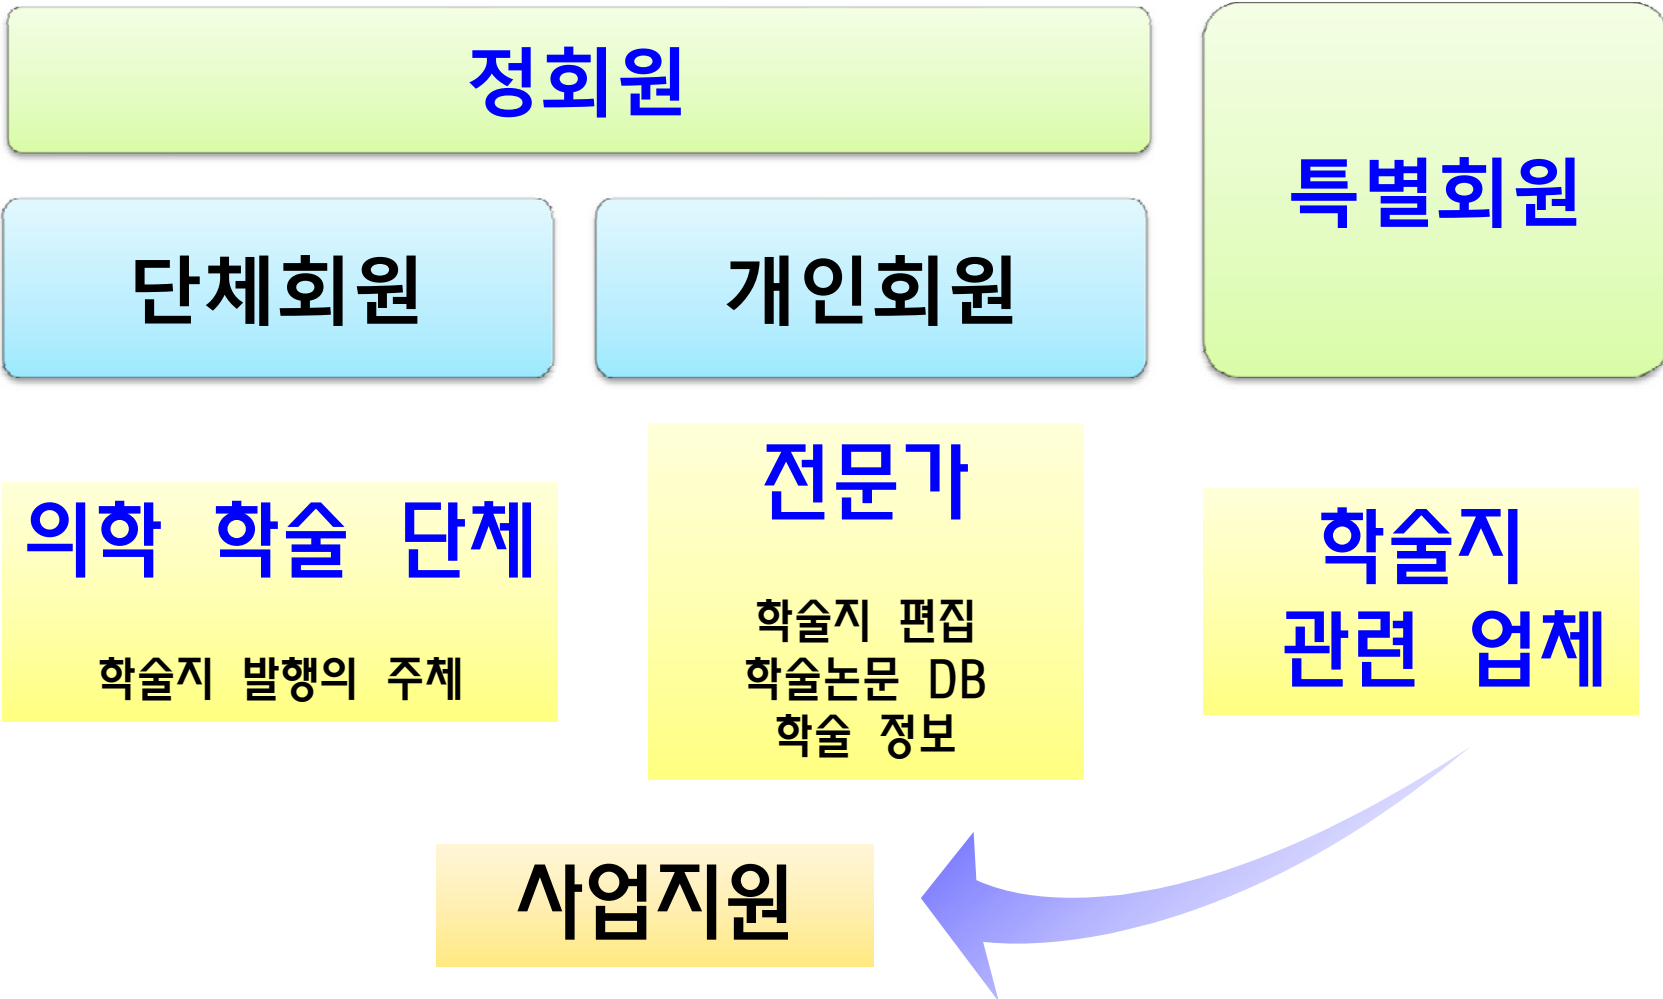 정회원
특별회원
단체회원
개인회원
의학 학술 단체
학술지 발행의 주체
전문가
학술지 편집
학술논문 DB
학술 정보
학술지
관련 업체
사업지원